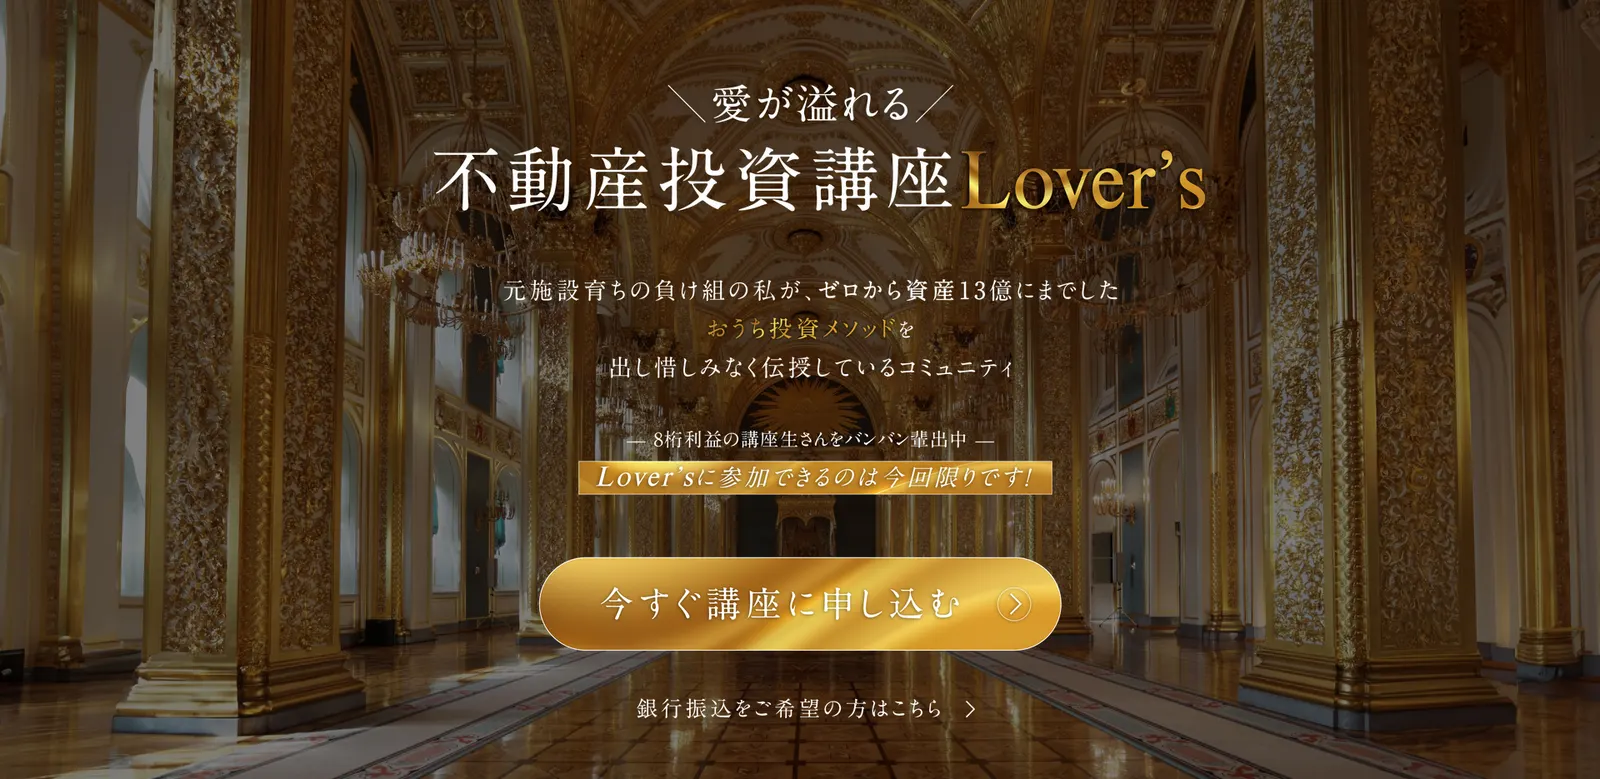 ＼愛が溢れる／
不動産投資講座Lover's
元施設育ちの負け組の私が、ゼロから資産13億にまでした
おうち投資メソッドを
出し惜しみなく伝授しているコミュニティ
— 8桁利益の講座生さんをバンバン輩出中 —
Lover'sに参加できるのは今回限りです!
今すぐ講座に申し込む
銀行振込をご希望の方はこちら